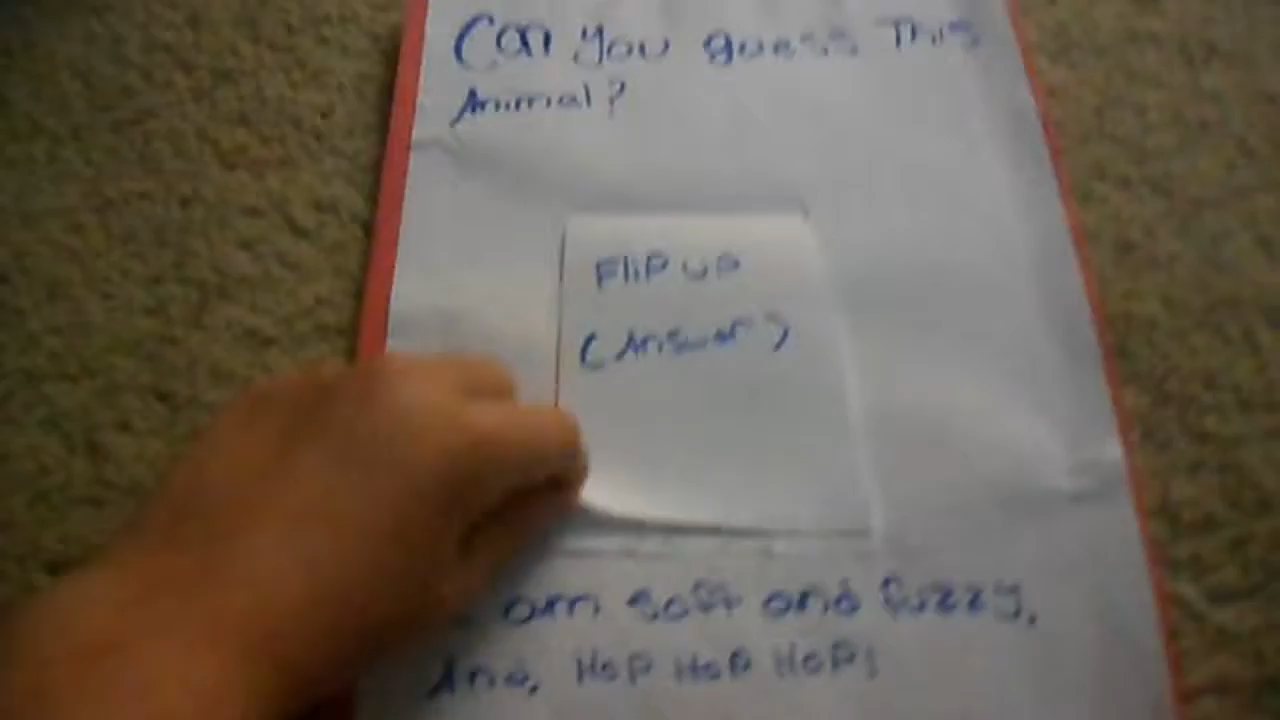 Can you guess This
Animal?
Flip up
(Answer)
am soft and fuzzy,
And, HoP HoP HoP!